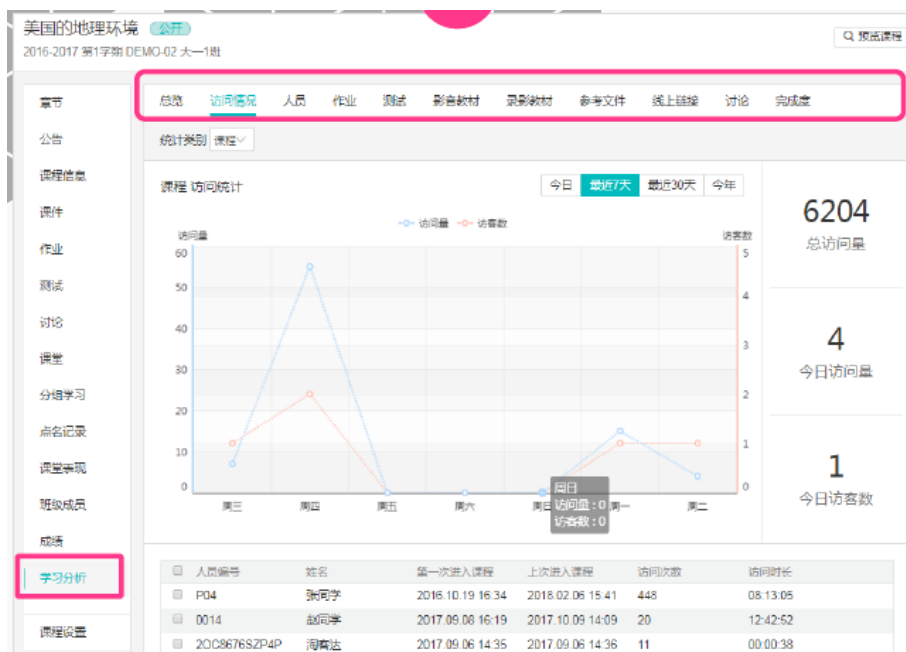 美国的地理环境 公开
2016-2017 第1学期 DEMO-02 大一1班
预览课程
章节
公告
课程信息
课件
作业
测试
讨论
课堂
分组学习
点名记录
课堂表现
班级成员
成绩
学习分析
课程设置
总览 访问情况 人员 作业 测试 影音教材 录影教材 参考文件 线上链接 讨论 完成度
统计类别 课程
课程 访问统计
今日 最近7天 最近30天 今年
访问量 访客数
访问量 访客数
60 5
50
4
40
3
30
2
20
1
10
0 0
周三 周四 周五 周六 周日 周一 周二
周日
访问量 : 0
访客数 : 0
6204
总访问量
4
今日访问量
1
今日访客数
人员编号 姓名 第一次进入课程 上次进入课程 访问次数 访问时长
P04 张同学 2016.10.19 16:34 2018.02.06 15:41 448 08:13:05
0014 赵同学 2017.09.08 16:19 2017.10.09 14:09 20 12:42:52
2017.09.06 14:35 2017.09.06 14:36 11 00:00:38